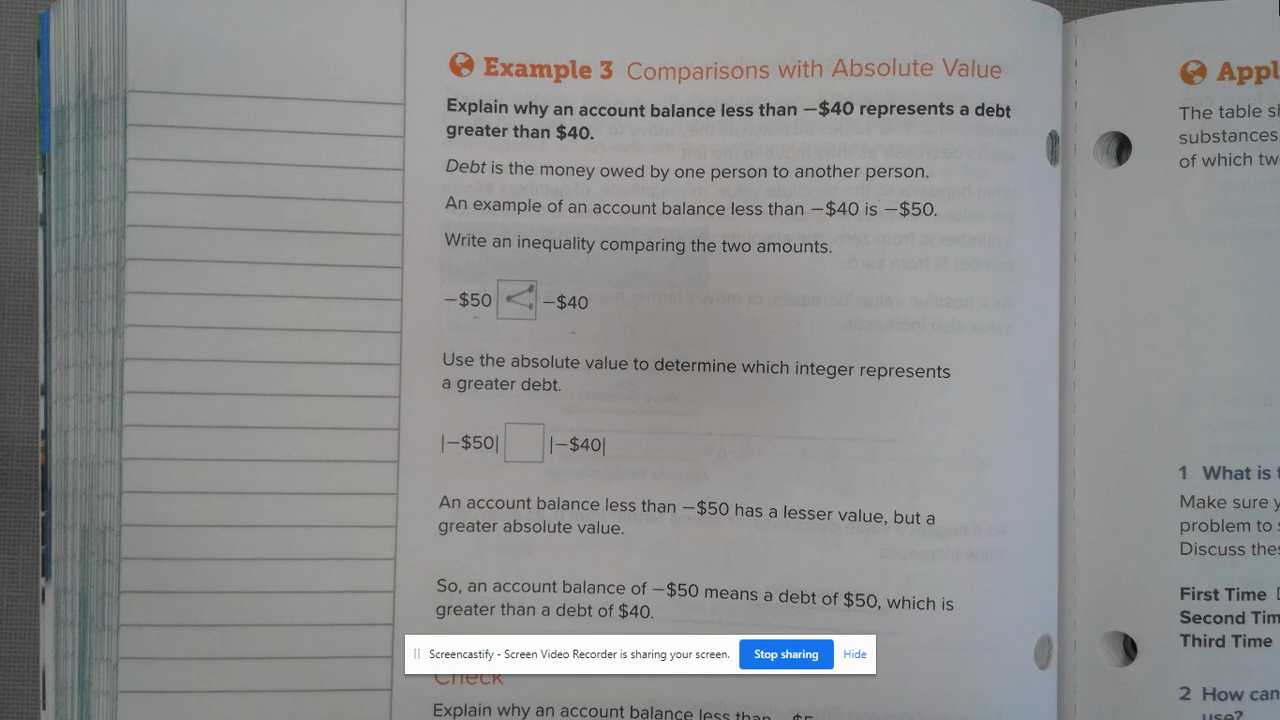 Example 3 Comparisons with Absolute Value
Explain why an account balance less than −$40 represents a debt
greater than $40.
Debt is the money owed by one person to another person.
An example of an account balance less than −$40 is −$50.
Write an inequality comparing the two amounts.
−$50 < −$40
Use the absolute value to determine which integer represents
a greater debt.
|−$50| |−$40|
An account balance less than −$50 has a lesser value, but a
greater absolute value.
So, an account balance of −$50 means a debt of $50, which is
greater than a debt of $40.
|| Screencastify - Screen Video Recorder is sharing your screen. Stop sharing Hide
Check
Explain why an account balance less than
Appl
The table
substances
of which tw
1 What is
Make sure y
problem to
Discuss thes
First Time
Second Tim
Third Time
2 How can
use?